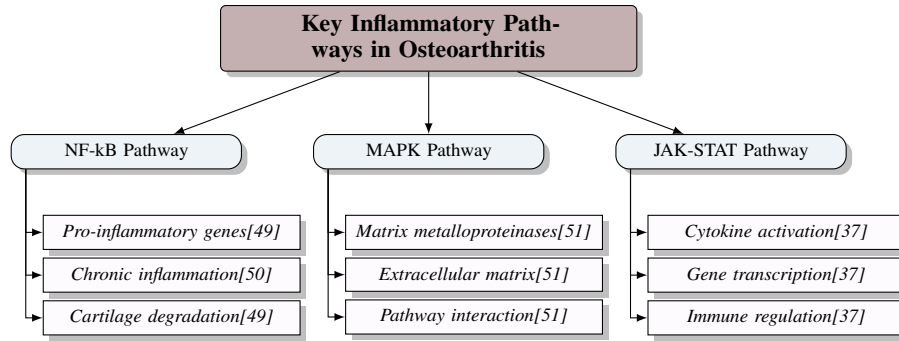 Key Inflammatory Path-
ways in Osteoarthritis
NF-kB Pathway
MAPK Pathway
JAK-STAT Pathway
Pro-inflammatory genes[49]
Matrix metalloproteinases[51]
Cytokine activation[37]
Chronic inflammation[50]
Extracellular matrix[51]
Gene transcription[37]
Cartilage degradation[49]
Pathway interaction[51]
Immune regulation[37]